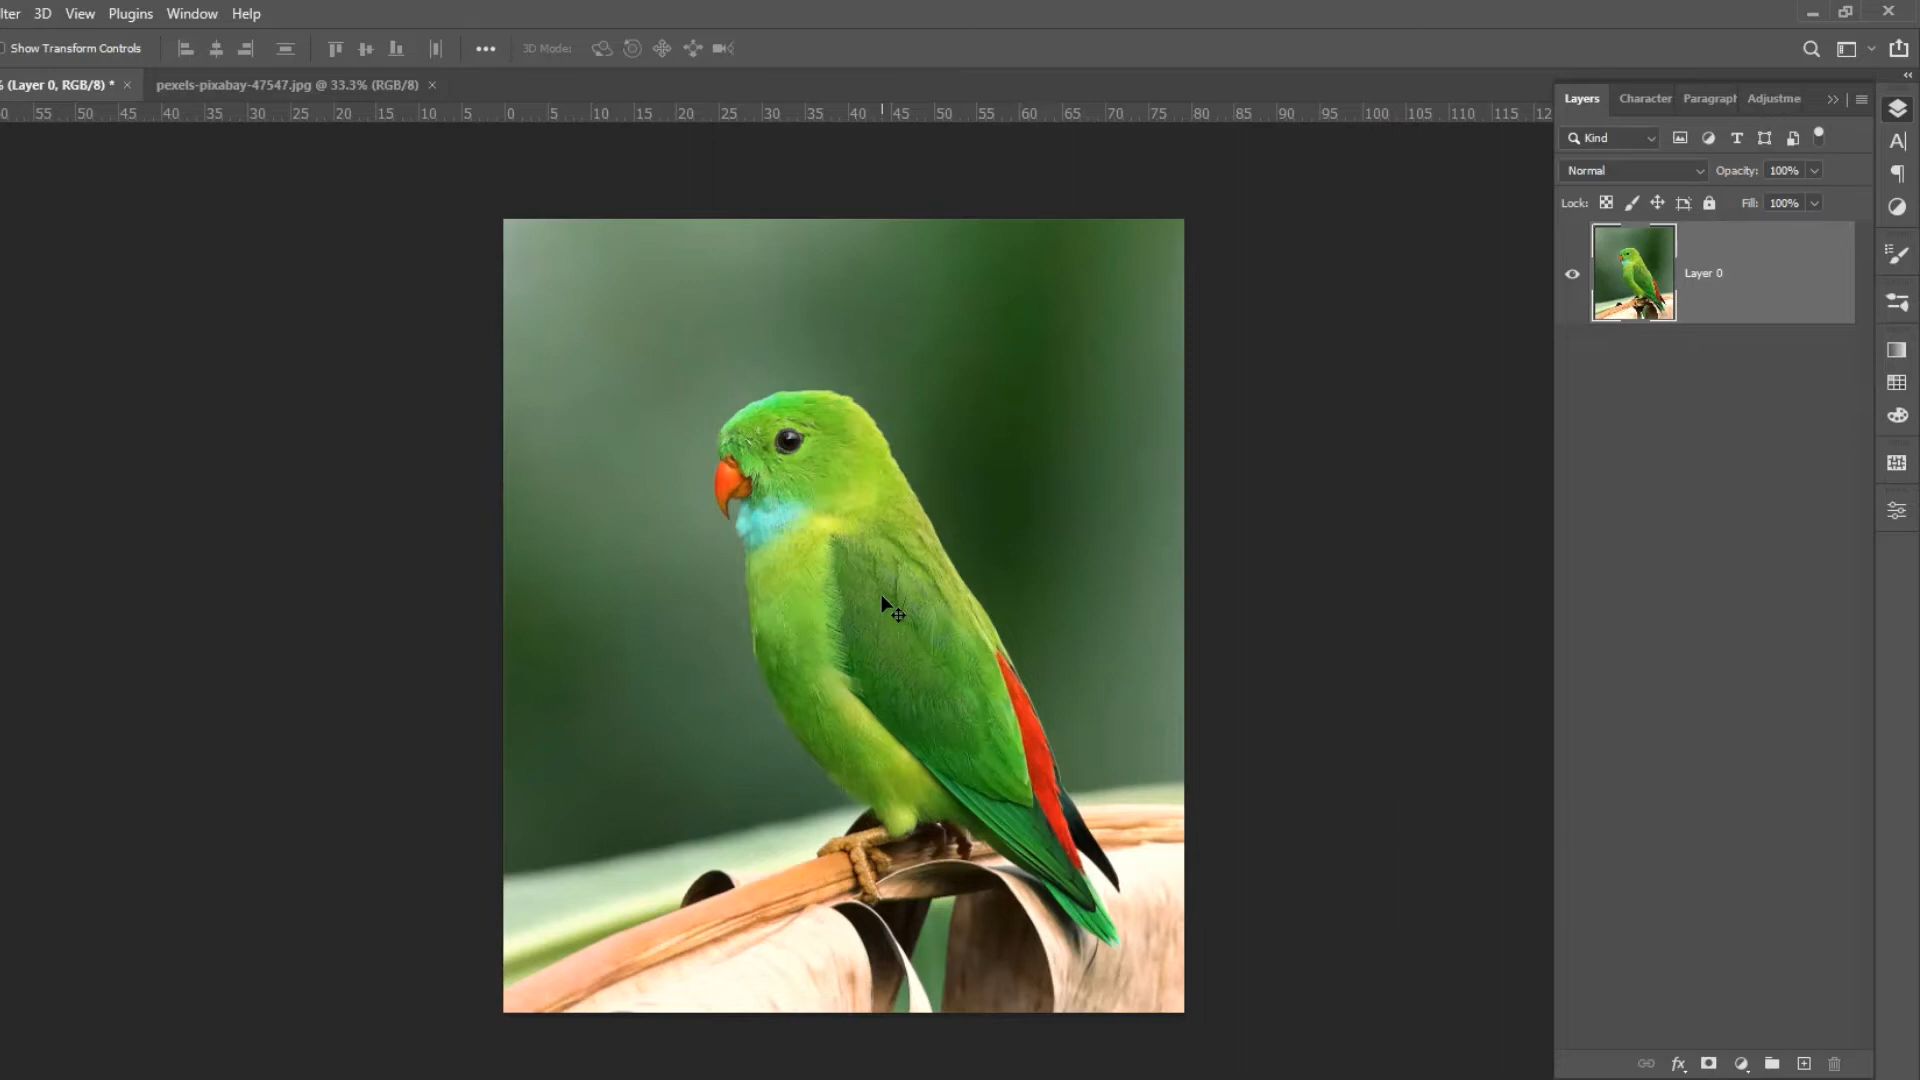 lter 3D View Plugins Window Help
Show Transform Controls 3D Mode:
% (Layer 0, RGB/8) * × pexels-pixabay-47547.jpg @ 33.3% (RGB/8) ×
0 55 50 45 40 35 30 25 20 15 10 5 0 5 10 15 20 25 30 35 40 45 50 55 60 65 70 75 80 85 90 95 100 105 110 115 12
Layers Character Paragraph Adjustme
Kind
Normal Opacity: 100%
Lock: Fill: 100%
Layer 0
fx